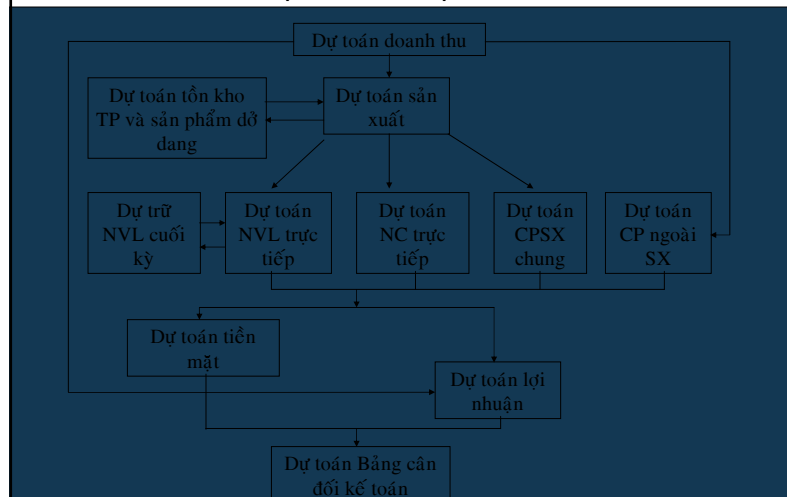 Dự toán doanh thu
Dự toán tồn kho
TP và sản phẩm dở
dang
Dự toán sản
xuất
Dự trữ
NVL cuối
kỳ
Dự toán
NVL trực
tiếp
Dự toán
NC trực
tiếp
Dự toán
CPSX
chung
Dự toán
CP ngoài
SX
Dự toán tiền
mặt
Dự toán lợi
nhuận
Dự toán Bảng cân
đối kế toán